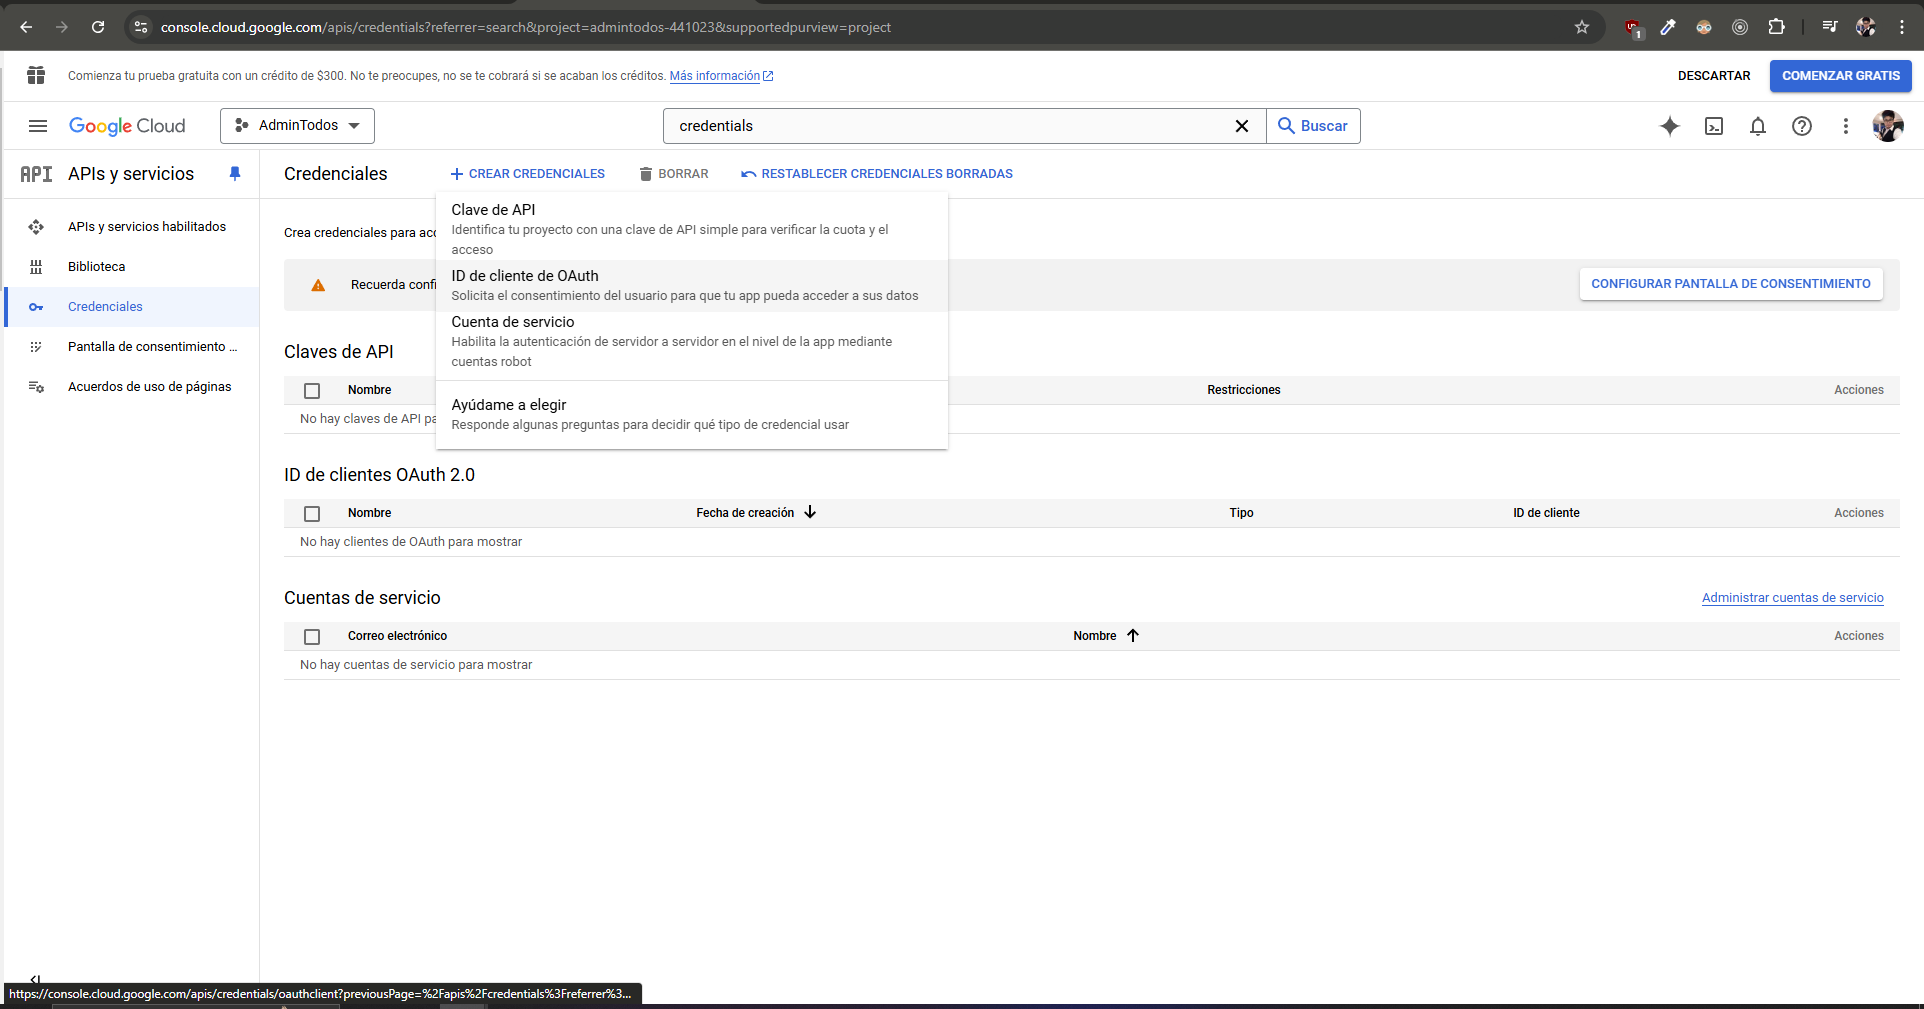 console.cloud.google.com/apis/credentials?referrer=search&project=admintodos-441023&supportedpurview=project
1
Comienza tu prueba gratuita con un crédito de $300. No te preocupes, no se te cobrará si se acaban los créditos. Más información
DESCARTAR
COMENZAR GRATIS
Google Cloud
AdminTodos
credentials
Buscar
API APIs y servicios
Credenciales
CREAR CREDENCIALES
BORRAR
RESTABLECER CREDENCIALES BORRADAS
APIs y servicios habilitados
Biblioteca
Credenciales
Pantalla de consentimiento ...
Acuerdos de uso de páginas
Crea credenciales para acc
Recuerda confi
CONFIGURAR PANTALLA DE CONSENTIMIENTO
Clave de API
Identifica tu proyecto con una clave de API simple para verificar la cuota y el
acceso
ID de cliente de OAuth
Solicita el consentimiento del usuario para que tu app pueda acceder a sus datos
Cuenta de servicio
Habilita la autenticación de servidor a servidor en el nivel de la app mediante
cuentas robot
Ayúdame a elegir
Responde algunas preguntas para decidir qué tipo de credencial usar
Claves de API
Nombre
Restricciones
Acciones
No hay claves de API pa
ID de clientes OAuth 2.0
Nombre
Fecha de creación
Tipo
ID de cliente
Acciones
No hay clientes de OAuth para mostrar
Cuentas de servicio
Administrar cuentas de servicio
Correo electrónico
Nombre
Acciones
No hay cuentas de servicio para mostrar
https://console.cloud.google.com/apis/credentials/oauthclient?previousPage=%2Fapis%2Fcredentials%3Freferrer%3...